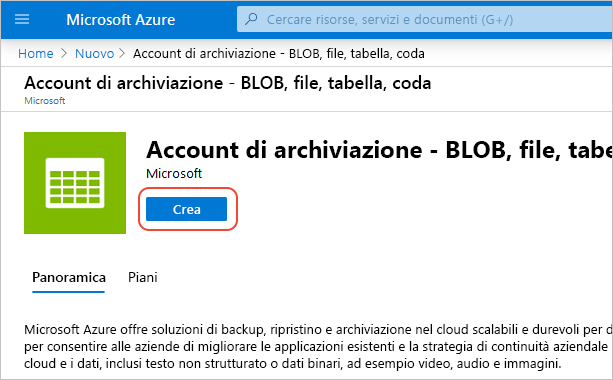 Microsoft Azure
Cercare risorse, servizi e documenti (G+/)
Home > Nuovo > Account di archiviazione - BLOB, file, tabella, coda
Account di archiviazione - BLOB, file, tabella, coda
Microsoft
Account di archiviazione - BLOB, file, tabe
Microsoft
Crea
Panoramica Piani
Microsoft Azure offre soluzioni di backup, ripristino e archiviazione nel cloud scalabili e durevoli per d
per consentire alle aziende di migliorare le applicazioni esistenti e la strategia di continuità aziendale
cloud e i dati, inclusi testo non strutturato o dati binari, ad esempio video, audio e immagini.